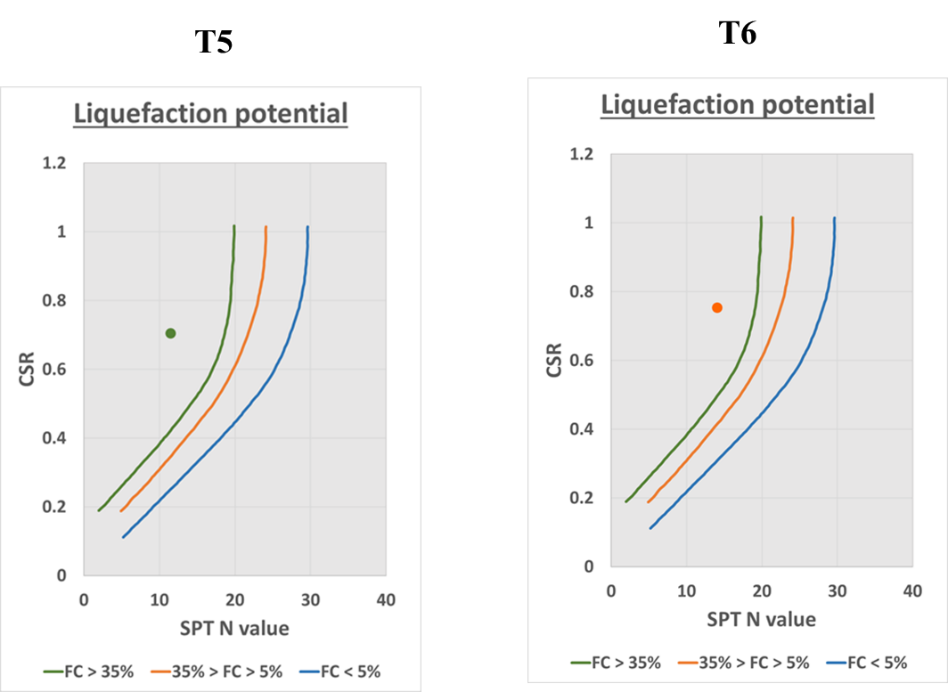 T5
Liquefaction potential
1.2
1
0.8
0.6
0.4
0.2
0
CSR
0 10 20 30 40
SPT N value
FC > 35% 35% > FC > 5% FC < 5%
T6
Liquefaction potential
1.2
1
0.8
0.6
0.4
0.2
0
CSR
0 10 20 30 40
SPT N value
FC > 35% 35% > FC > 5% FC < 5%